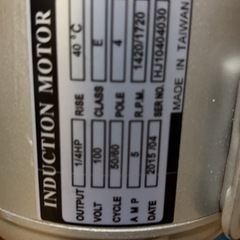 INDUCTION MOTOR
OUTPUT 1/4HP RISE 40 °C
VOLT 100 CLASS E
CYCLE 50/60 POLE 4
AMP 5 R.P.M. 1420/1720
DATE 2015 /04 SER NO. HJ10404030
MADE IN TAIWAN